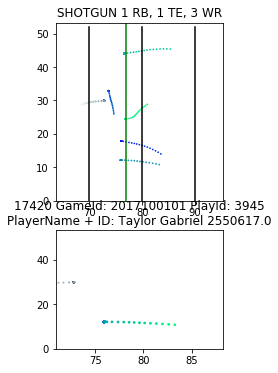 SHOTGUN 1 RB, 1 TE, 3 WR
50
40
30
20
10
0
70 80 90
17420 GameId: 2017100101 PlayId: 3945
PlayerName + ID: Taylor Gabriel 2550617.0
40
20
0
75 80 85